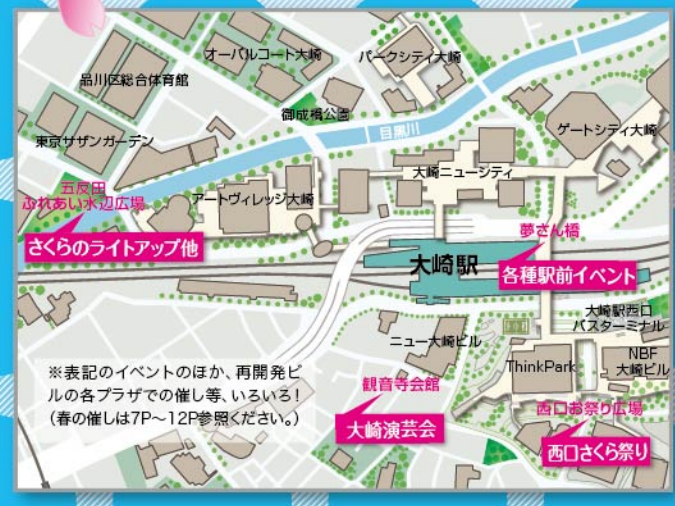 オーバルコート大崎
パークシティ大崎
品川区総合体育館
御成橋公園
目黒川
東京サザンガーデン
ゲートシティ大崎
大崎ニューシティ
五反田
ふれあい水辺広場
アートヴィレッジ大崎
さくらのライトアップ他
夢さん橋
大崎駅
各種駅前イベント
大崎駅西口
バスターミナル
ニュー大崎ビル
ThinkPark
NBF
大崎ビル
※表記のイベントのほか、再開発ビ
ルの各プラザでの催し等、いろいろ!
(春の催しは7P〜12P参照ください。)
観音寺会館
大崎演芸会
西口お祭り広場
西口さくら祭り